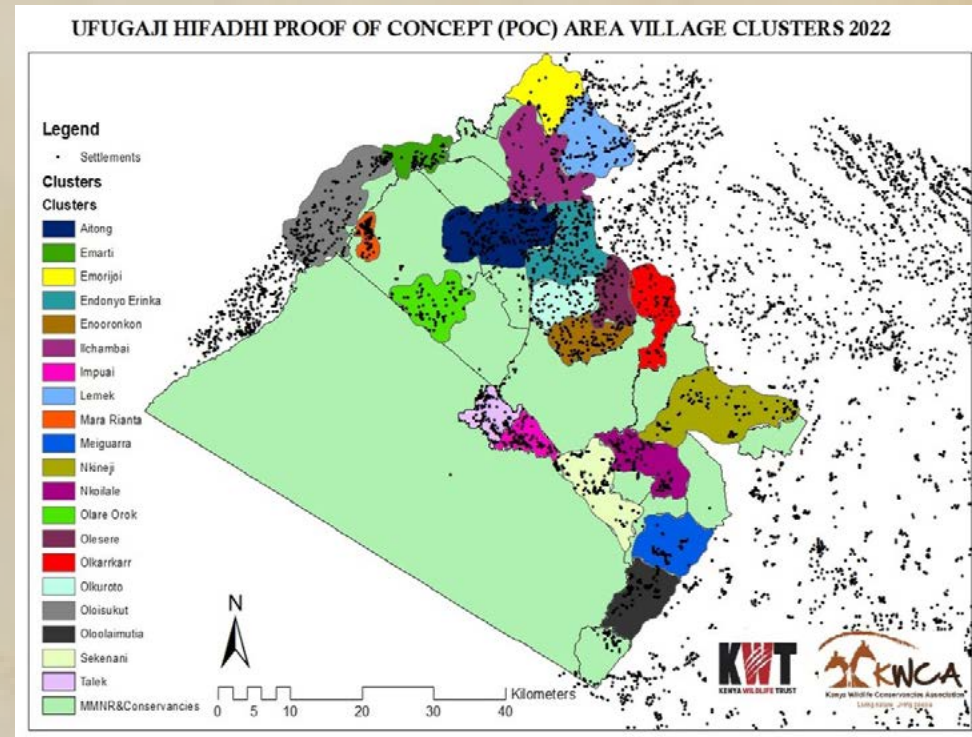 UFUGAJI HIFADHI PROOF OF CONCEPT (POC) AREA VILLAGE CLUSTERS 2022
Legend
Settlements
Clusters
Clusters
Aitong
Emarti
Emorijoi
Endonyo Erinka
Enooronkon
Ilchambai
Impuai
Lemek
Mara Rianta
Meiguarra
Nkineji
Nkoilale
Olare Orok
Olesere
Olkarrkarr
Olkuroto
Oloisukut
Oloolaimutia
Sekenani
Talek
MMNR&Conservancies
N
Kilometers
0 5 10 20 30 40
KWT
KENYA WILDLIFE TRUST
KWCA
Kenya Wildlife Conservancies Association